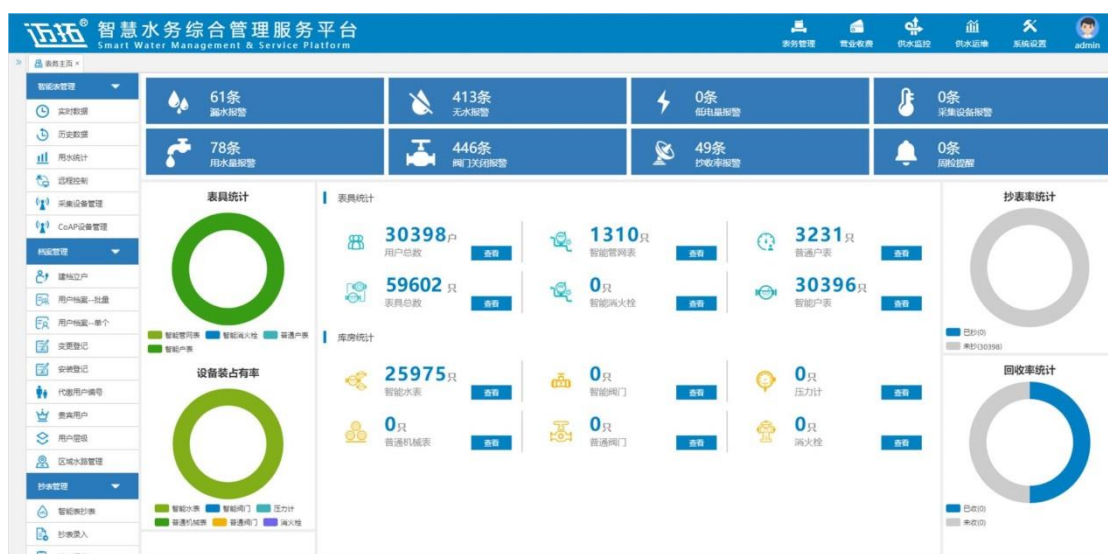 迈拓®
智慧水务综合管理服务平台
Smart Water Management & Service Platform
表务管理
营业收费
供水监控
供水运维
系统设置
admin
表务主页 ×
智能表管理
实时数据
历史数据
用水统计
远程控制
采集设备管理
CoAP设备管理
档案管理
建档立户
用户档案--批量
用户档案--单个
变更登记
安装登记
代缴用户编号
贵宾用户
用户层级
区域水路管理
抄表管理
智能表抄表
抄表录入
61条
漏水报警
413条
无水报警
0条
低电量报警
0条
采集设备报警
78条
用水量报警
446条
阀门关闭报警
49条
抄收率报警
0条
周检提醒
表具统计
智能管网表 智能消火栓 普通户表
智能户表
设备装占有率
智能水表 智能阀门 压力计
普通机械表 普通阀门 消火栓
表具统计
30398户
用户总数
查看
1310只
智能管网表
查看
3231只
普通户表
查看
59602 只
表具总数
查看
0只
智能消火栓
查看
30396只
智能户表
查看
库房统计
25975只
智能水表
查看
0只
智能阀门
查看
0只
压力计
查看
0只
普通机械表
查看
0只
普通阀门
查看
0只
消火栓
查看
抄表率统计
已抄(0)
未抄(30398)
回收率统计
已收(0)
未收(0)